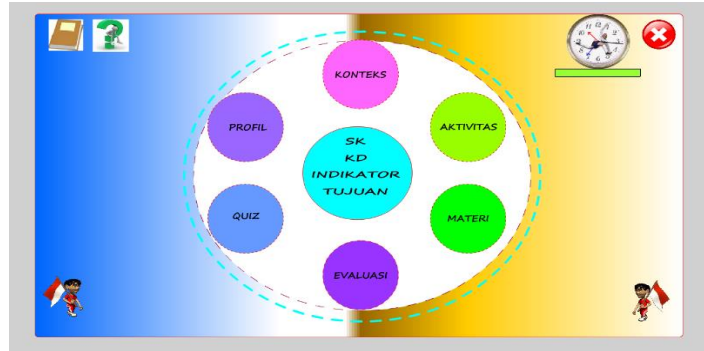 KONTEKS
PROFIL
AKTIVITAS
SK
KD
INDIKATOR
TUJUAN
QUIZ
MATERI
EVALUASI